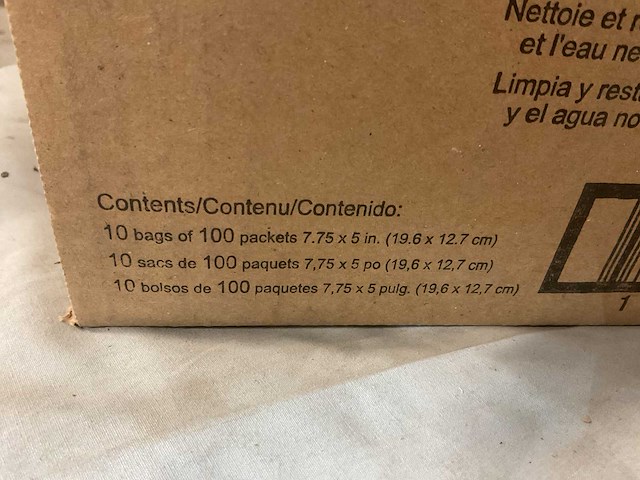 Nettoie et
et l'eau ne
Limpia y rest
y el agua no
Contents/Contenu/Contenido:
10 bags of 100 packets 7.75 x 5 in. (19.6 x 12.7 cm)
10 sacs de 100 paquets 7,75 x 5 po (19,6 x 12,7 cm)
10 bolsos de 100 paquetes 7,75 x 5 pulg. (19,6 x 12,7 cm)
1